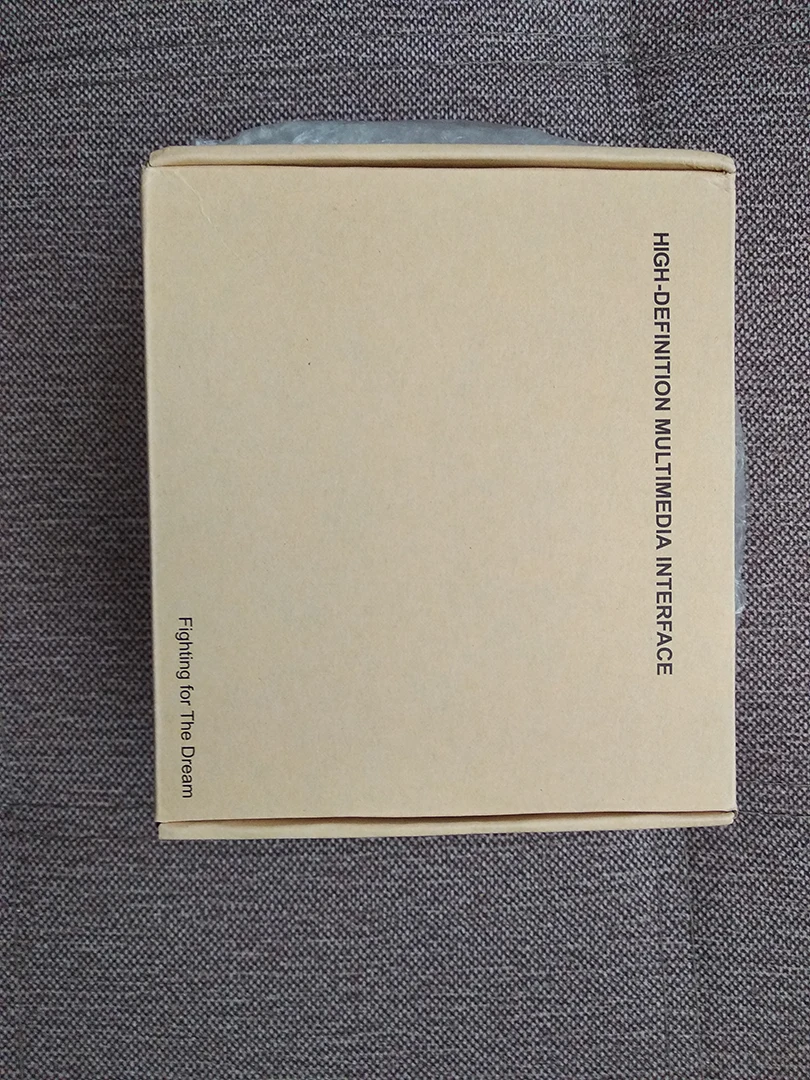 HIGH-DEFINITION MULTIMEDIA INTERFACE
Fighting for The Dream